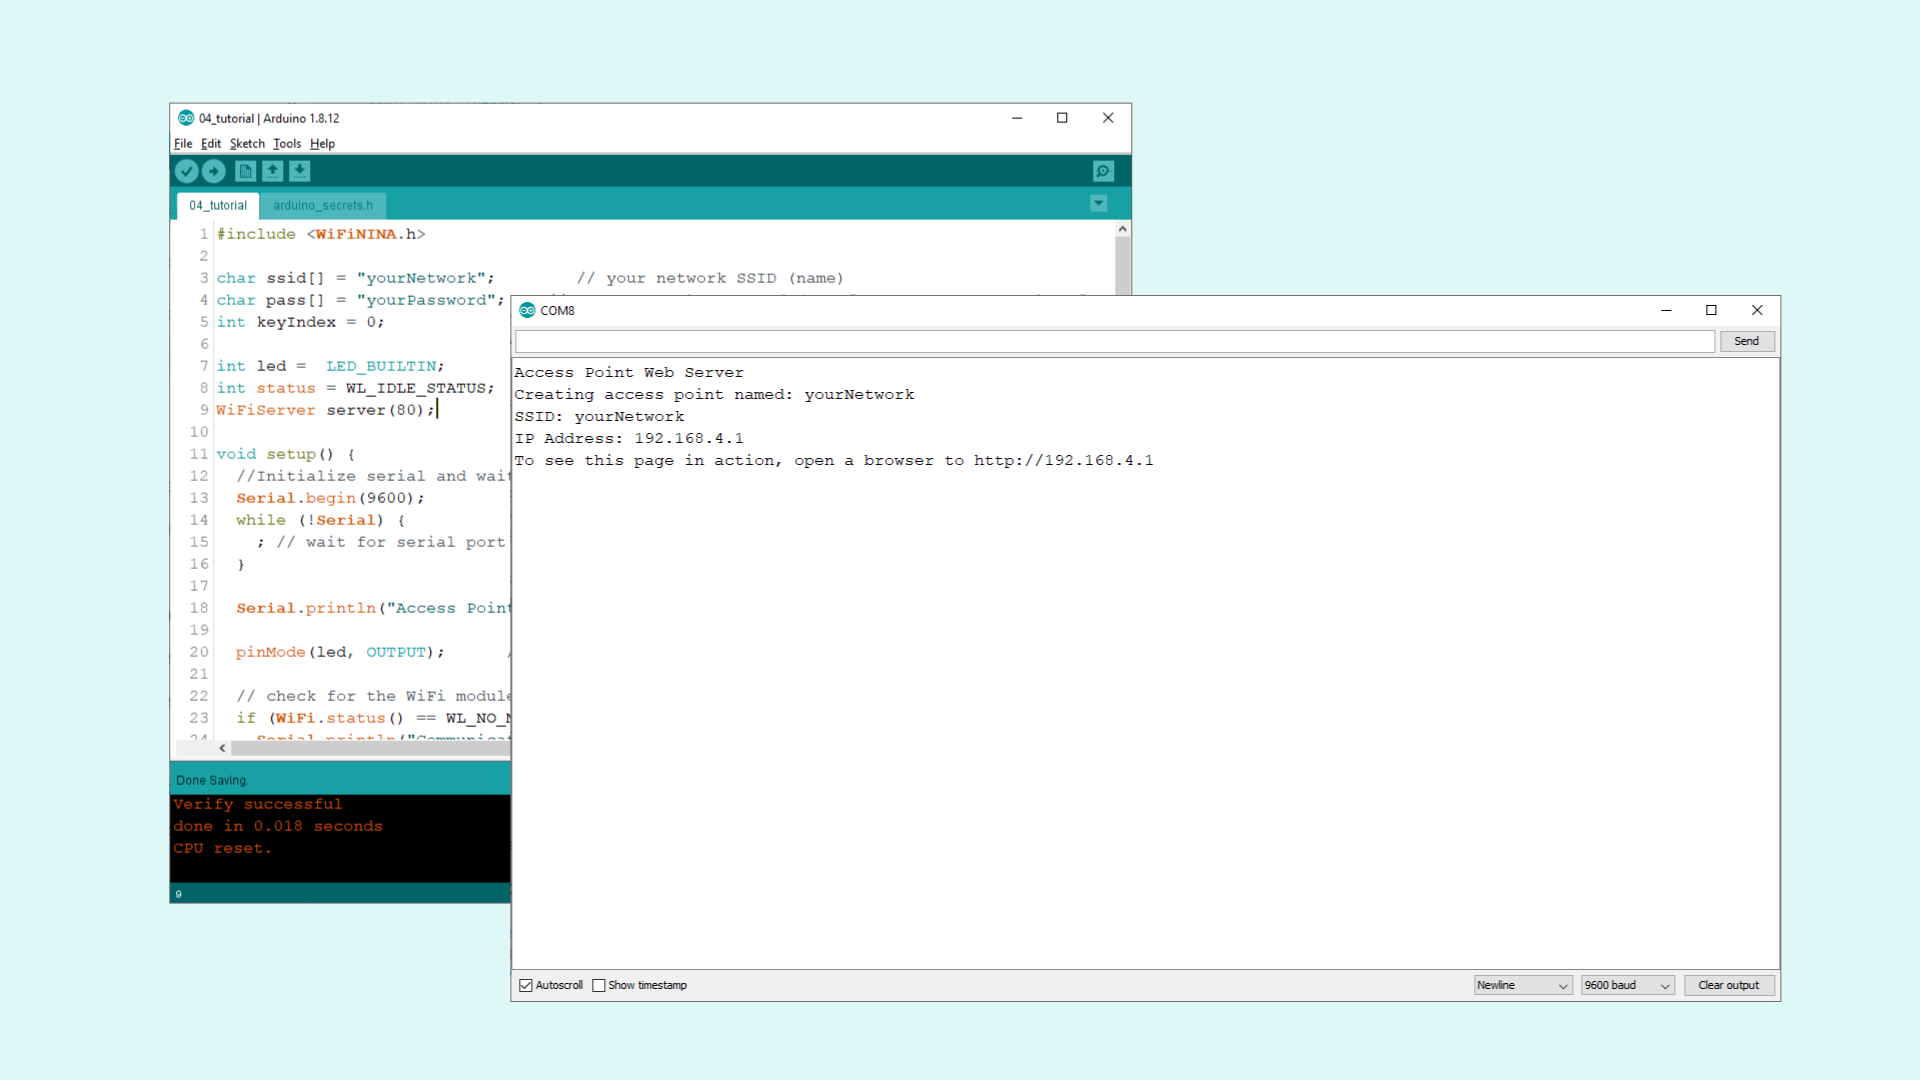 04_tutorial | Arduino 1.8.12
File Edit Sketch Tools Help
04_tutorial arduino_secrets.h
1 #include <WiFiNINA.h>
2
3 char ssid[] = "yourNetwork"; // your network SSID (name)
4 char pass[] = "yourPassword";
5 int keyIndex = 0;
6
7 int led = LED_BUILTIN;
8 int status = WL_IDLE_STATUS;
9 WiFiServer server(80);
10
11 void setup() {
12 //Initialize serial and wait
13 Serial.begin(9600);
14 while (!Serial) {
15 ; // wait for serial port
16 }
17
18 Serial.println("Access Point
19
20 pinMode(led, OUTPUT);
21
22 // check for the WiFi module
23 if (WiFi.status() == WL_NO_
24 Serial.println("Communica
Done Saving.
Verify successful
done in 0.018 seconds
CPU reset.
9
COM8
Send
Access Point Web Server
Creating access point named: yourNetwork
SSID: yourNetwork
IP Address: 192.168.4.1
To see this page in action, open a browser to http://192.168.4.1
Autoscroll Show timestamp Newline 9600 baud Clear output